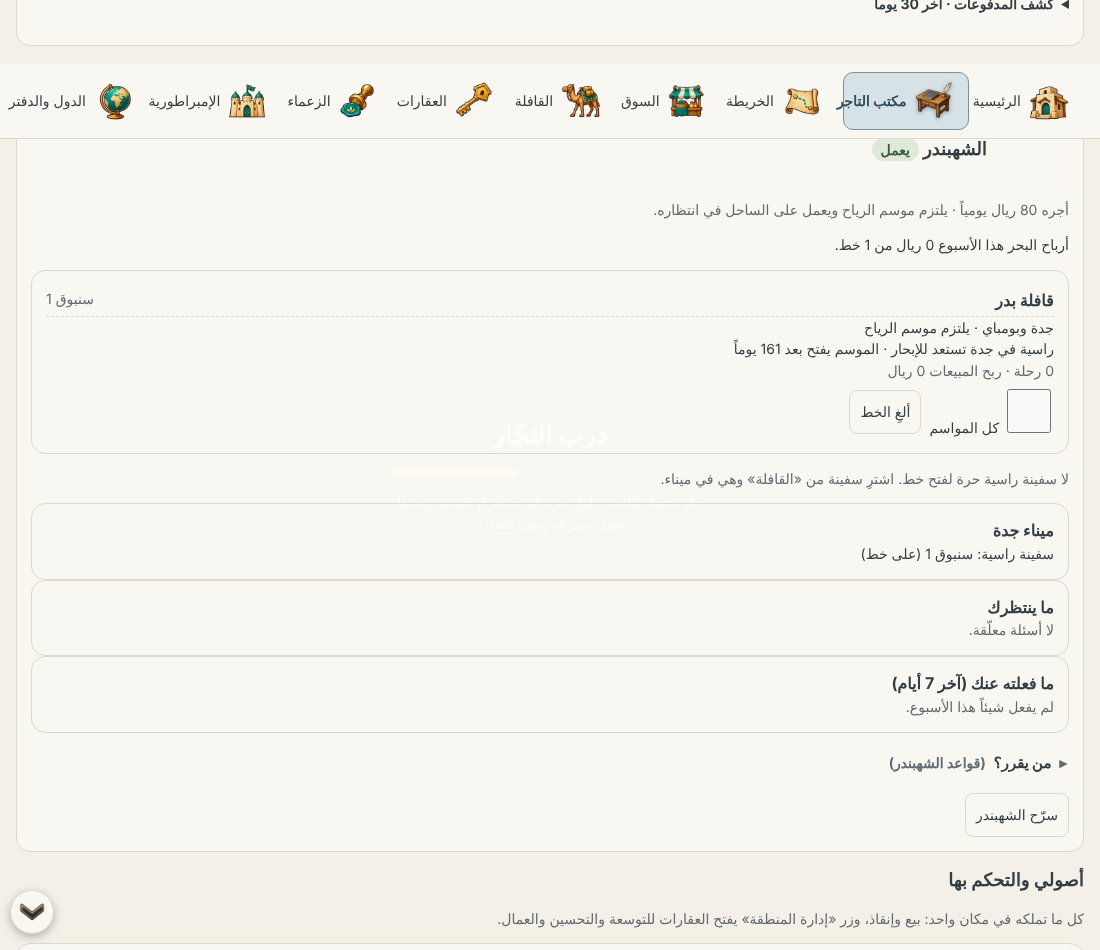 كشف المدفوعات · آخر 30 يوماً
الرئيسية
مكتب التاجر
الخريطة
السوق
القافلة
العقارات
الزعماء
الإمبراطورية
الدول والدفتر
الشهبندر يعمل
أجره 80 ريال يومياً · يلتزم موسم الرياح ويعمل على الساحل في انتظاره.
أرباح البحر هذا الأسبوع 0 ريال من 1 خط.
قافلة بدر
سنبوق 1
جدة وبومباي · يلتزم موسم الرياح
راسية في جدة تستعد للإبحار · الموسم يفتح بعد 161 يوماً
0 رحلة · ربح المبيعات 0 ريال
كل المواسم
ألغِ الخط
درب التجّار
لا سفينة راسية حرة لفتح خط. اشترِ سفينة من «القافلة» وهي في ميناء.
ميناء جدة
سفينة راسية: سنبوق 1 (على خط)
ما ينتظرك
لا أسئلة معلّقة.
ما فعلته عنك (آخر 7 أيام)
لم يفعل شيئاً هذا الأسبوع.
من يقرر؟ (قواعد الشهبندر)
سرّح الشهبندر
أصولي والتحكم بها
كل ما تملكه في مكان واحد: بيع وإنقاذ، وزر «إدارة المنطقة» يفتح العقارات للتوسعة والتحسين والعمال.